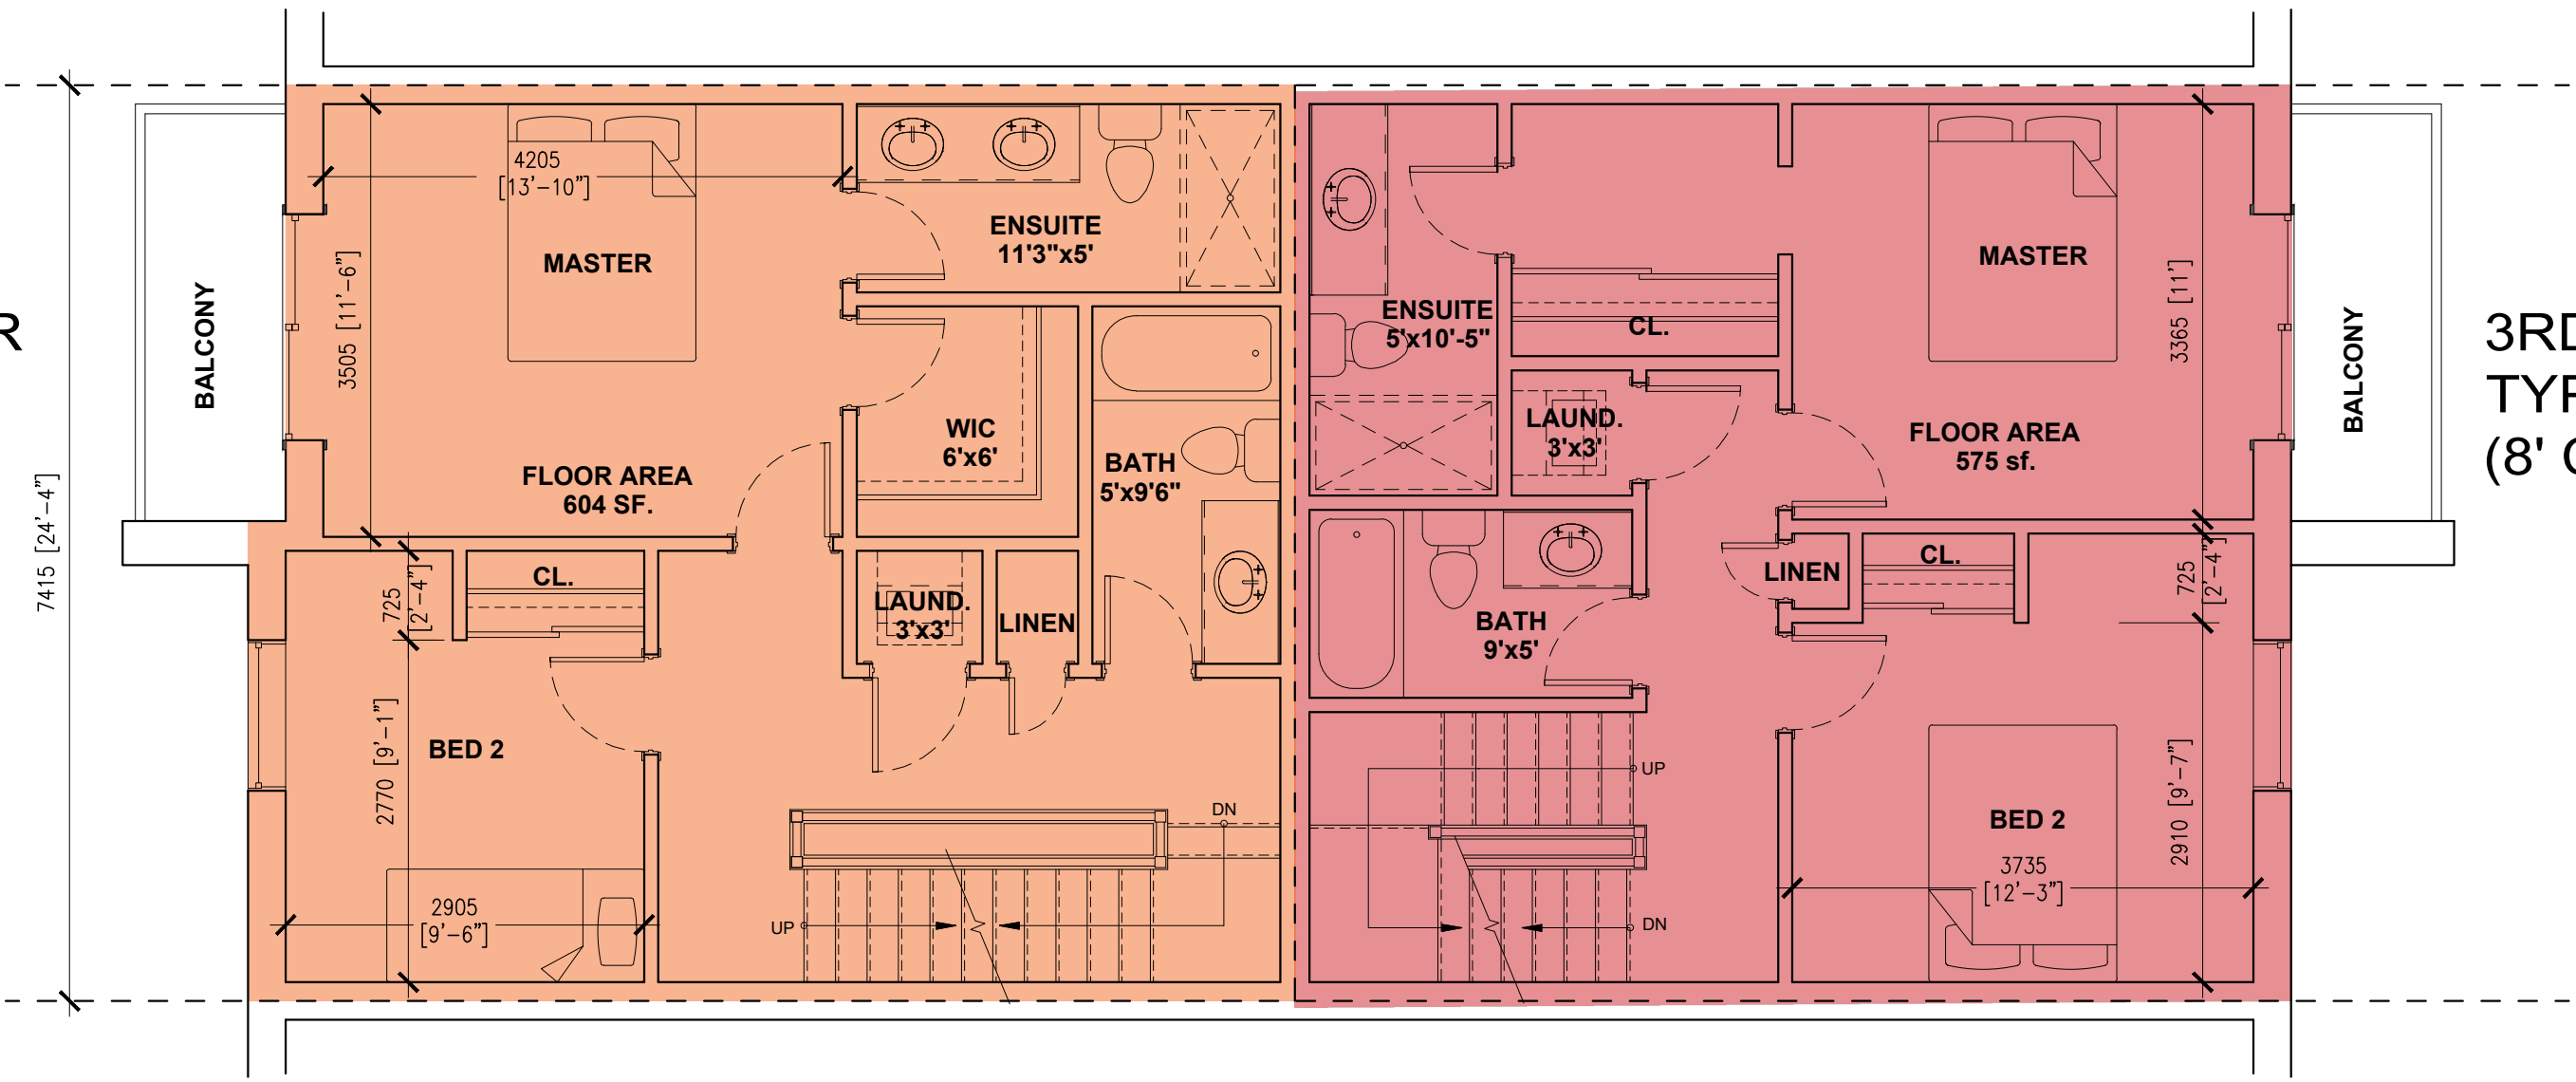 R
BALCONY
7415 [24'-4"]
4205
[13'-10"]
MASTER
3505 [11'-6"]
FLOOR AREA
604 SF.
ENSUITE
11'3"x5'
WIC
6'x6'
BATH
5'x9'6"
CL.
725
[2'-4"]
LAUND.
3'x3'
LINEN
BED 2
2770 [9'-1"]
2905
[9'-6"]
UP
DN
ENSUITE
5'x10'-5"
CL.
MASTER
3365 [11']
LAUND.
3'x3'
FLOOR AREA
575 sf.
LINEN
CL.
725
[2'-4"]
BATH
9'x5'
UP
DN
BED 2
2910 [9'-7"]
3735
[12'-3"]
BALCONY
3RD
TYP
(8' C